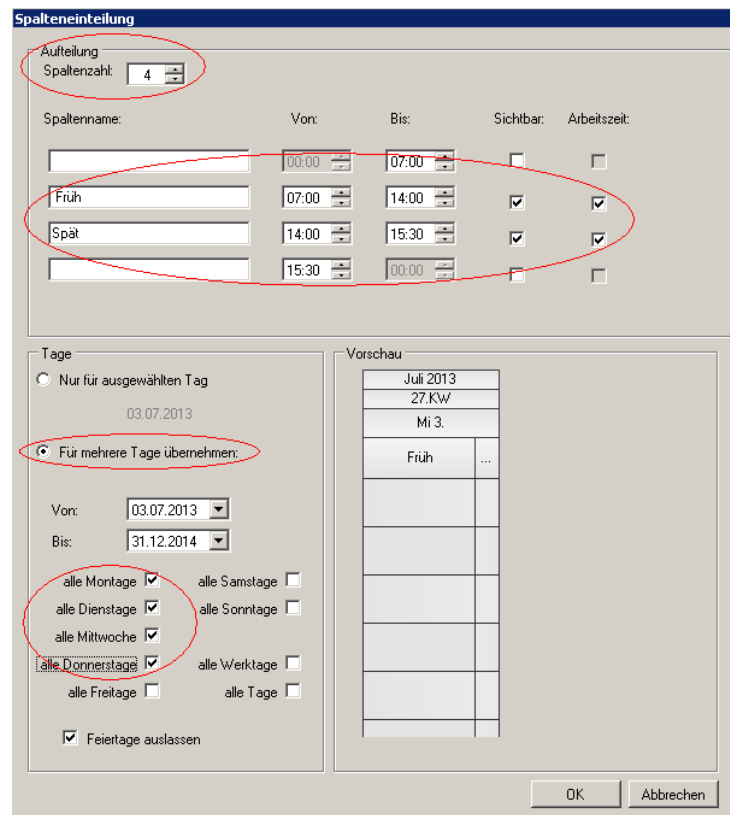 Spalteneinteilung
Aufteilung
Spaltenzahl: 4
Spaltenname: Von: Bis: Sichtbar: Arbeitszeit:
00:00 07:00
Früh 07:00 14:00
Spät 14:00 15:30
15:30 00:00
Tage
Nur für ausgewählten Tag
03.07.2013
Für mehrere Tage übernehmen:
Von: 03.07.2013
Bis: 31.12.2014
alle Montage alle Samstage
alle Dienstage alle Sonntage
alle Mittwoche
alle Donnerstage alle Werktage
alle Freitage alle Tage
Feiertage auslassen
Vorschau
Juli 2013
27.KW
Mi 3.
Früh ...
OK Abbrechen